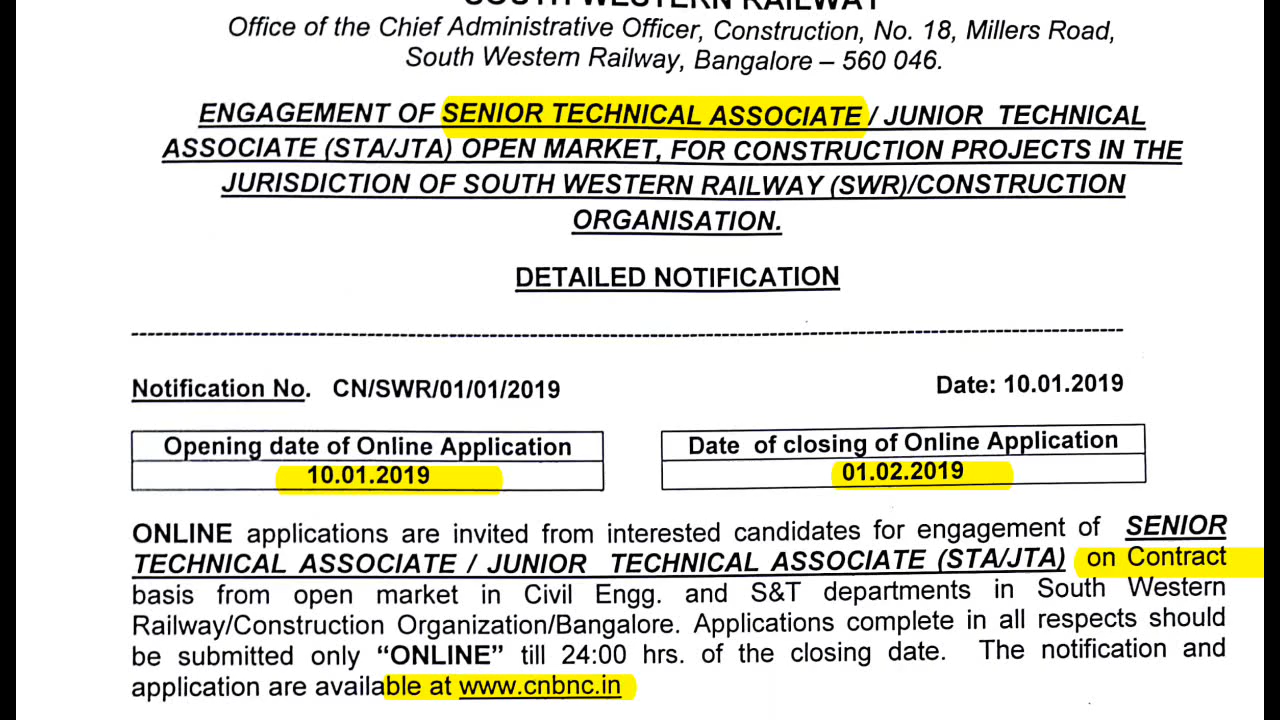 SOUTH WESTERN RAILWAY
Office of the Chief Administrative Officer, Construction, No. 18, Millers Road,
South Western Railway, Bangalore – 560 046.
ENGAGEMENT OF SENIOR TECHNICAL ASSOCIATE / JUNIOR TECHNICAL
ASSOCIATE (STA/JTA) OPEN MARKET, FOR CONSTRUCTION PROJECTS IN THE
JURISDICTION OF SOUTH WESTERN RAILWAY (SWR)/CONSTRUCTION
ORGANISATION.
DETAILED NOTIFICATION
Notification No. CN/SWR/01/01/2019 Date: 10.01.2019
Opening date of Online Application Date of closing of Online Application
10.01.2019 01.02.2019
ONLINE applications are invited from interested candidates for engagement of SENIOR
TECHNICAL ASSOCIATE / JUNIOR TECHNICAL ASSOCIATE (STA/JTA) on Contract
basis from open market in Civil Engg. and S&T departments in South Western
Railway/Construction Organization/Bangalore. Applications complete in all respects should
be submitted only “ONLINE” till 24:00 hrs. of the closing date. The notification and
application are available at www.cnbnc.in